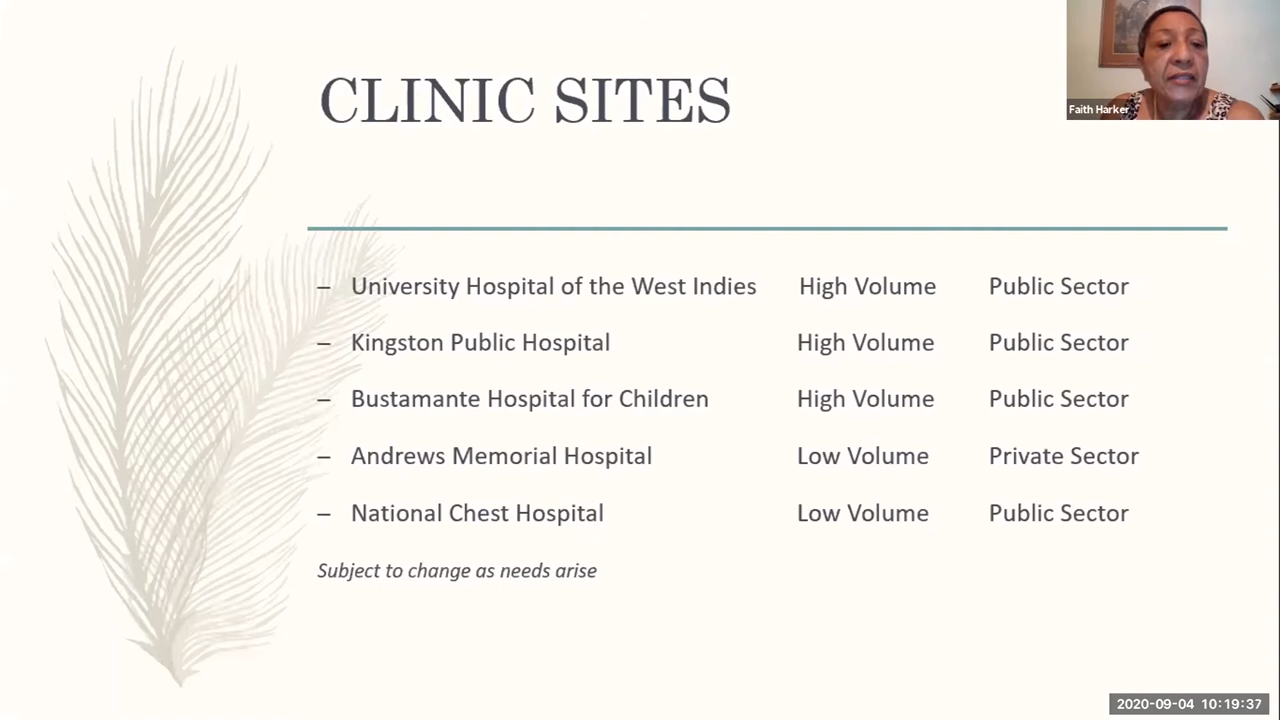 CLINIC SITES
Faith Harker
– University Hospital of the West Indies High Volume Public Sector
– Kingston Public Hospital High Volume Public Sector
– Bustamante Hospital for Children High Volume Public Sector
– Andrews Memorial Hospital Low Volume Private Sector
– National Chest Hospital Low Volume Public Sector
Subject to change as needs arise
2020-09-04 10:19:37